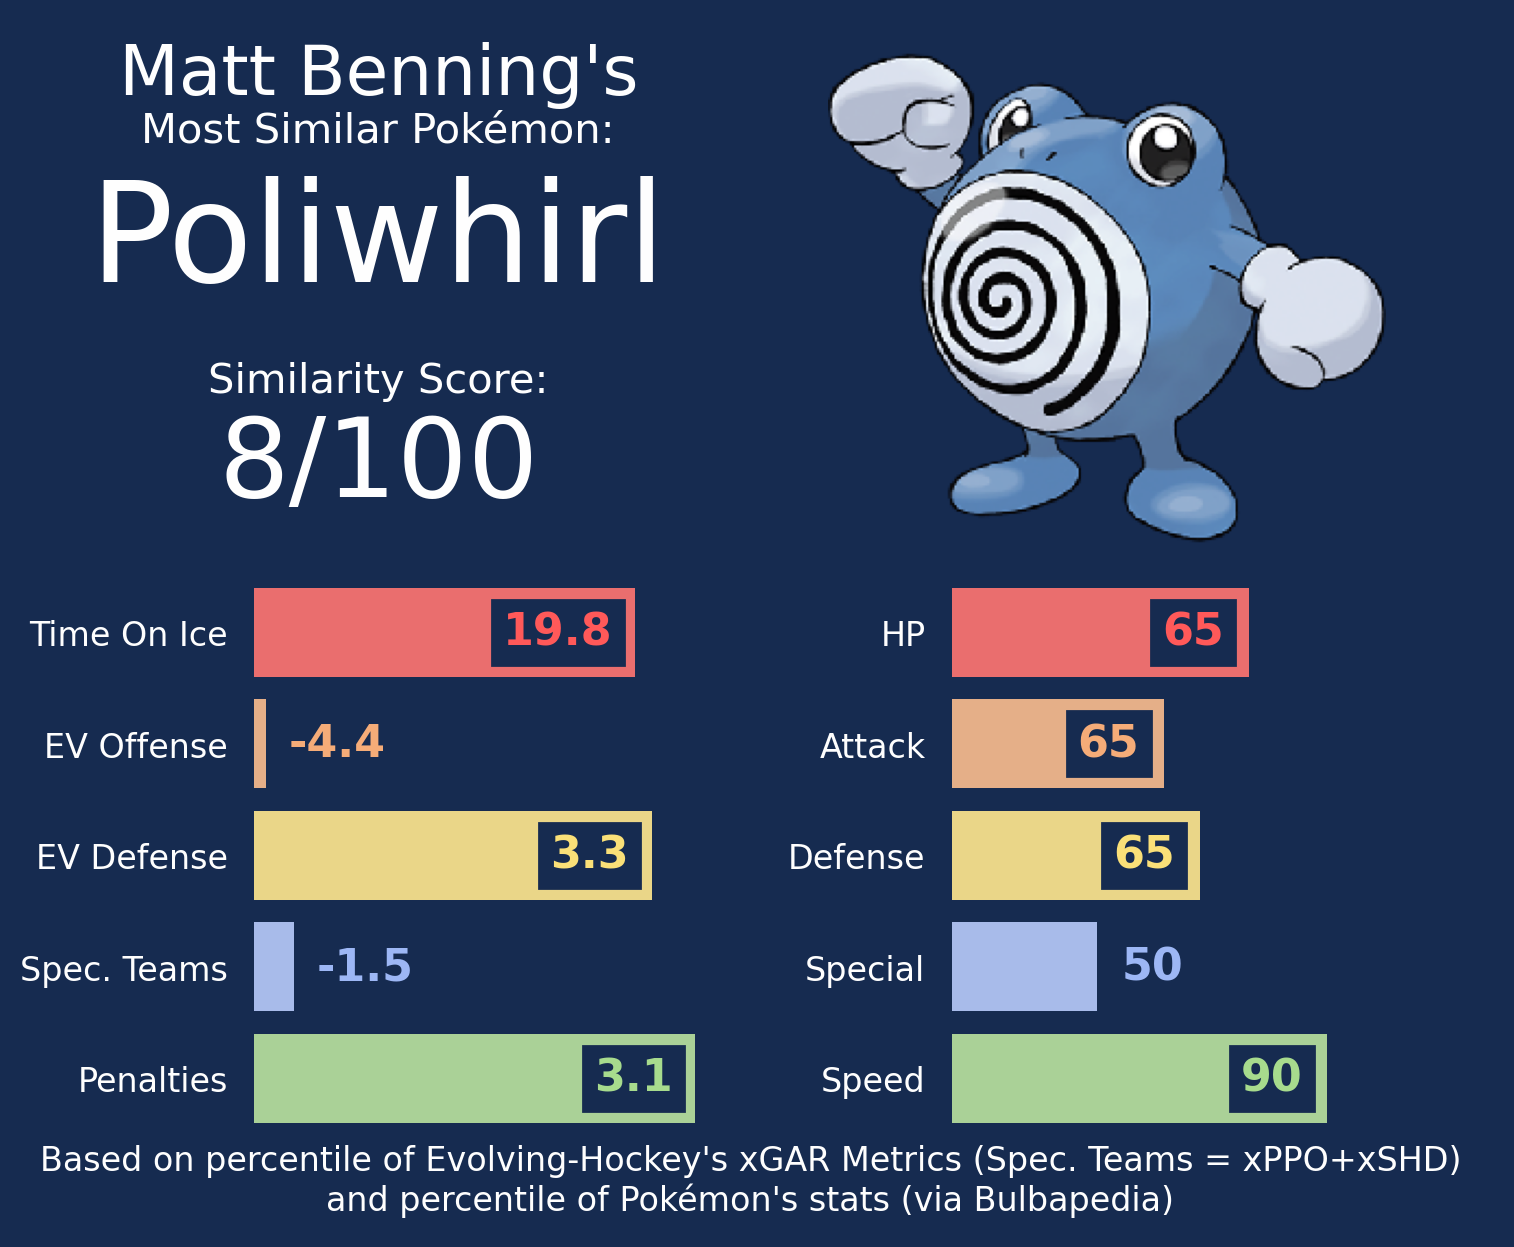 Matt Benning's
Most Similar Pokémon:
Poliwhirl
Similarity Score:
8/100
Time On Ice 19.8
EV Offense -4.4
EV Defense 3.3
Spec. Teams -1.5
Penalties 3.1
HP 65
Attack 65
Defense 65
Special 50
Speed 90
Based on percentile of Evolving-Hockey's xGAR Metrics (Spec. Teams = xPPO+xSHD)
and percentile of Pokémon's stats (via Bulbapedia)